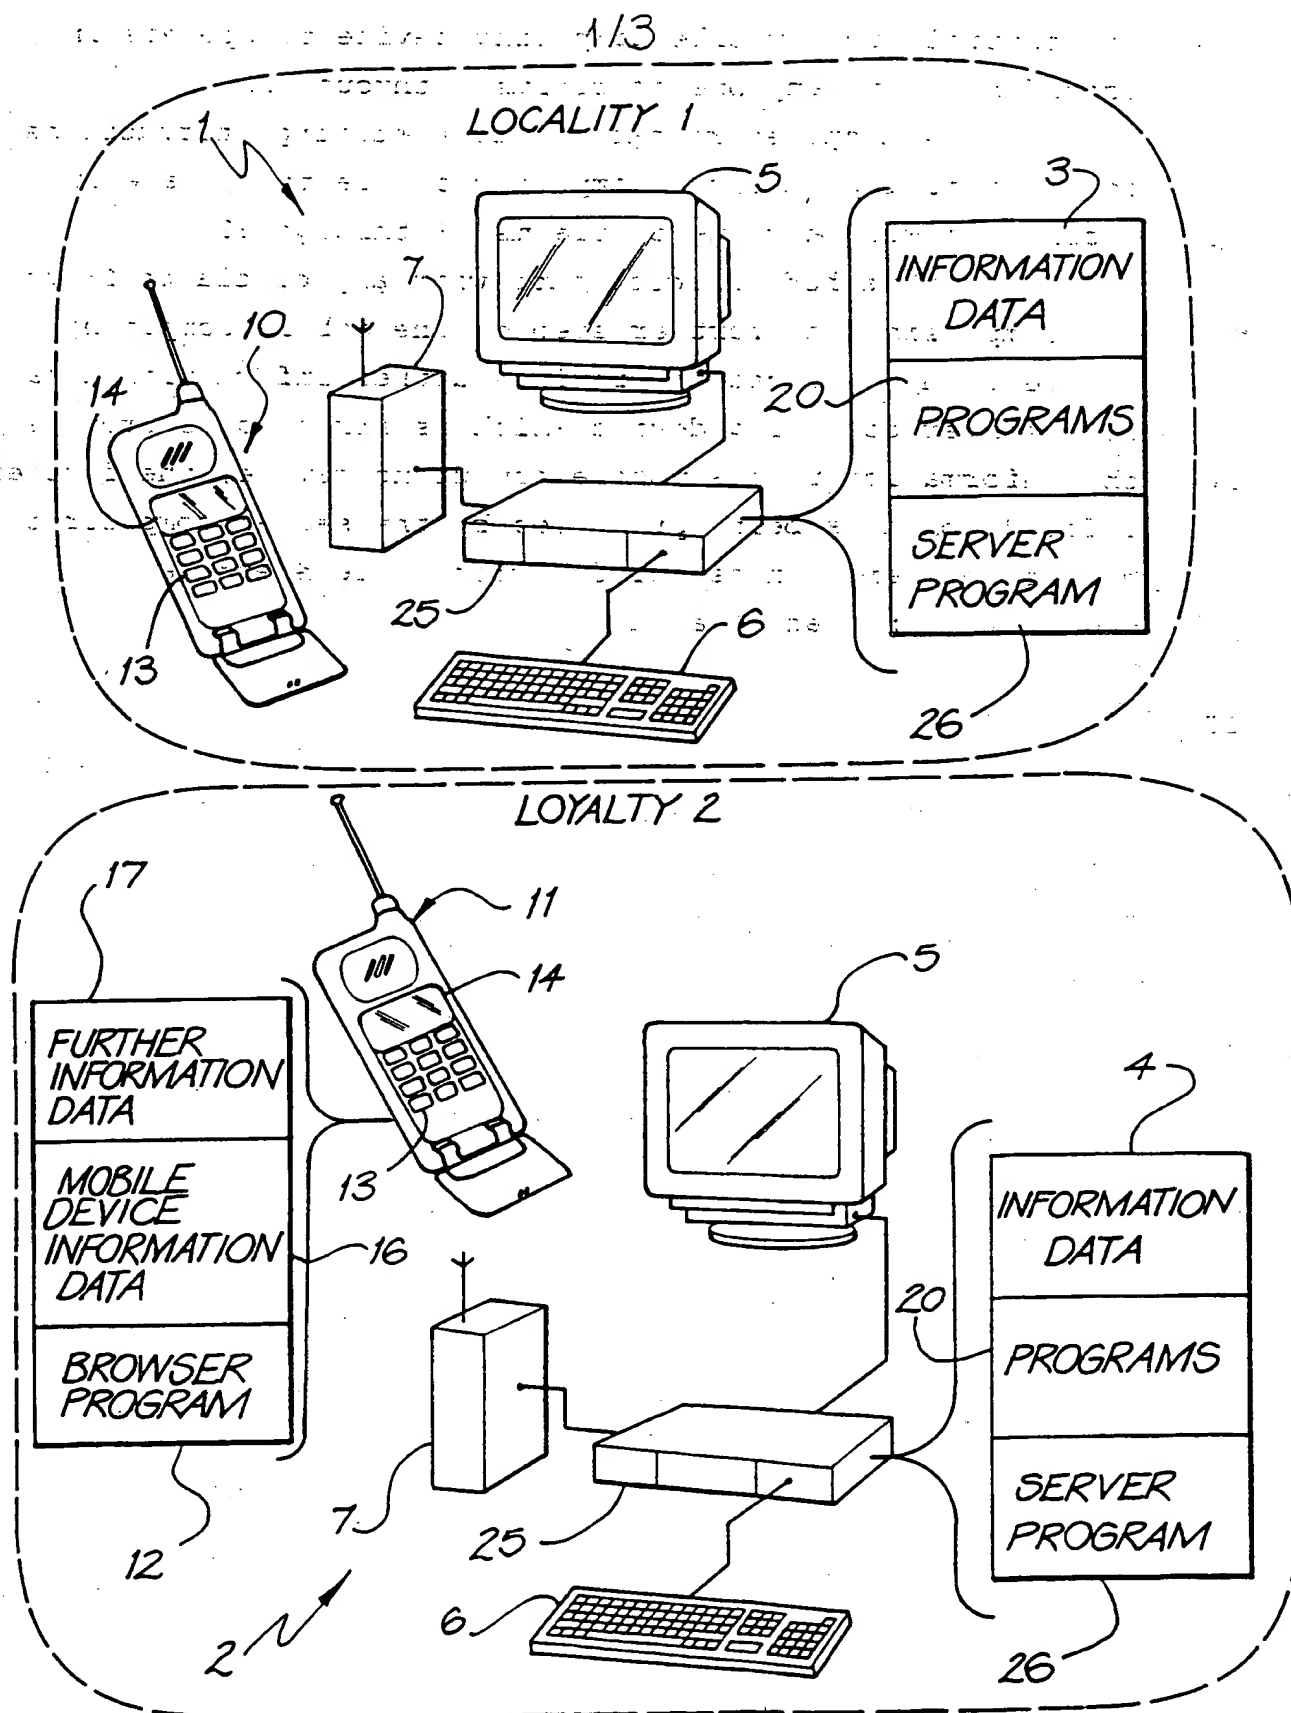 1/3
LOCALITY 1
1
5
3
7
10
14
INFORMATION
DATA
20
PROGRAMS
SERVER
PROGRAM
25
13
6
26
LOYALTY 2
17
11
14
5
4
FURTHER
INFORMATION
DATA
MOBILE
DEVICE
INFORMATION
DATA
16
BROWSER
PROGRAM
13
INFORMATION
DATA
20
PROGRAMS
SERVER
PROGRAM
7
25
12
6
2
26